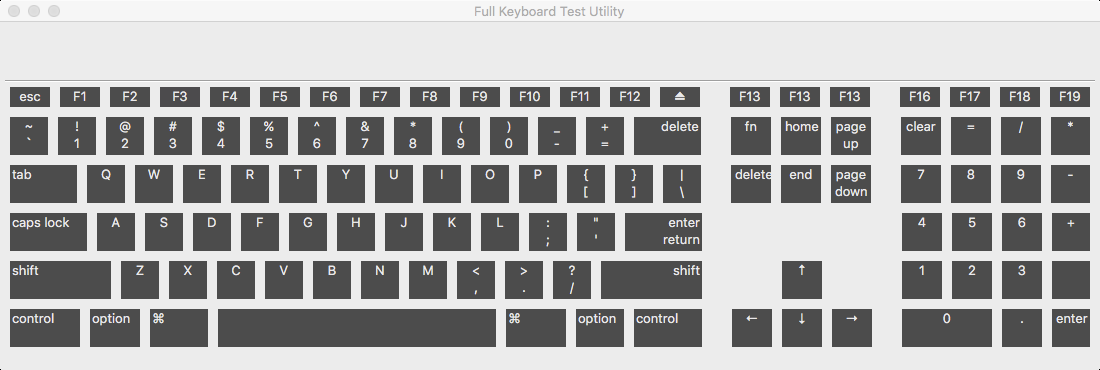 Full Keyboard Test Utility
esc F1 F2 F3 F4 F5 F6 F7 F8 F9 F10 F11 F12 ⏏ F13 F13 F13 F16 F17 F18 F19
~ ! @ # $ % ^ & * ( ) _ + delete fn home page clear = / *
` 1 2 3 4 5 6 7 8 9 0 - = up
tab Q W E R T Y U I O P { } | delete end page 7 8 9 -
[ ] \ down
caps lock A S D F G H J K L : " enter 4 5 6 +
; ' return
shift Z X C V B N M < > ? shift ↑ 1 2 3
, . /
control option ⌘ ⌘ option control ← ↓ → 0 . enter